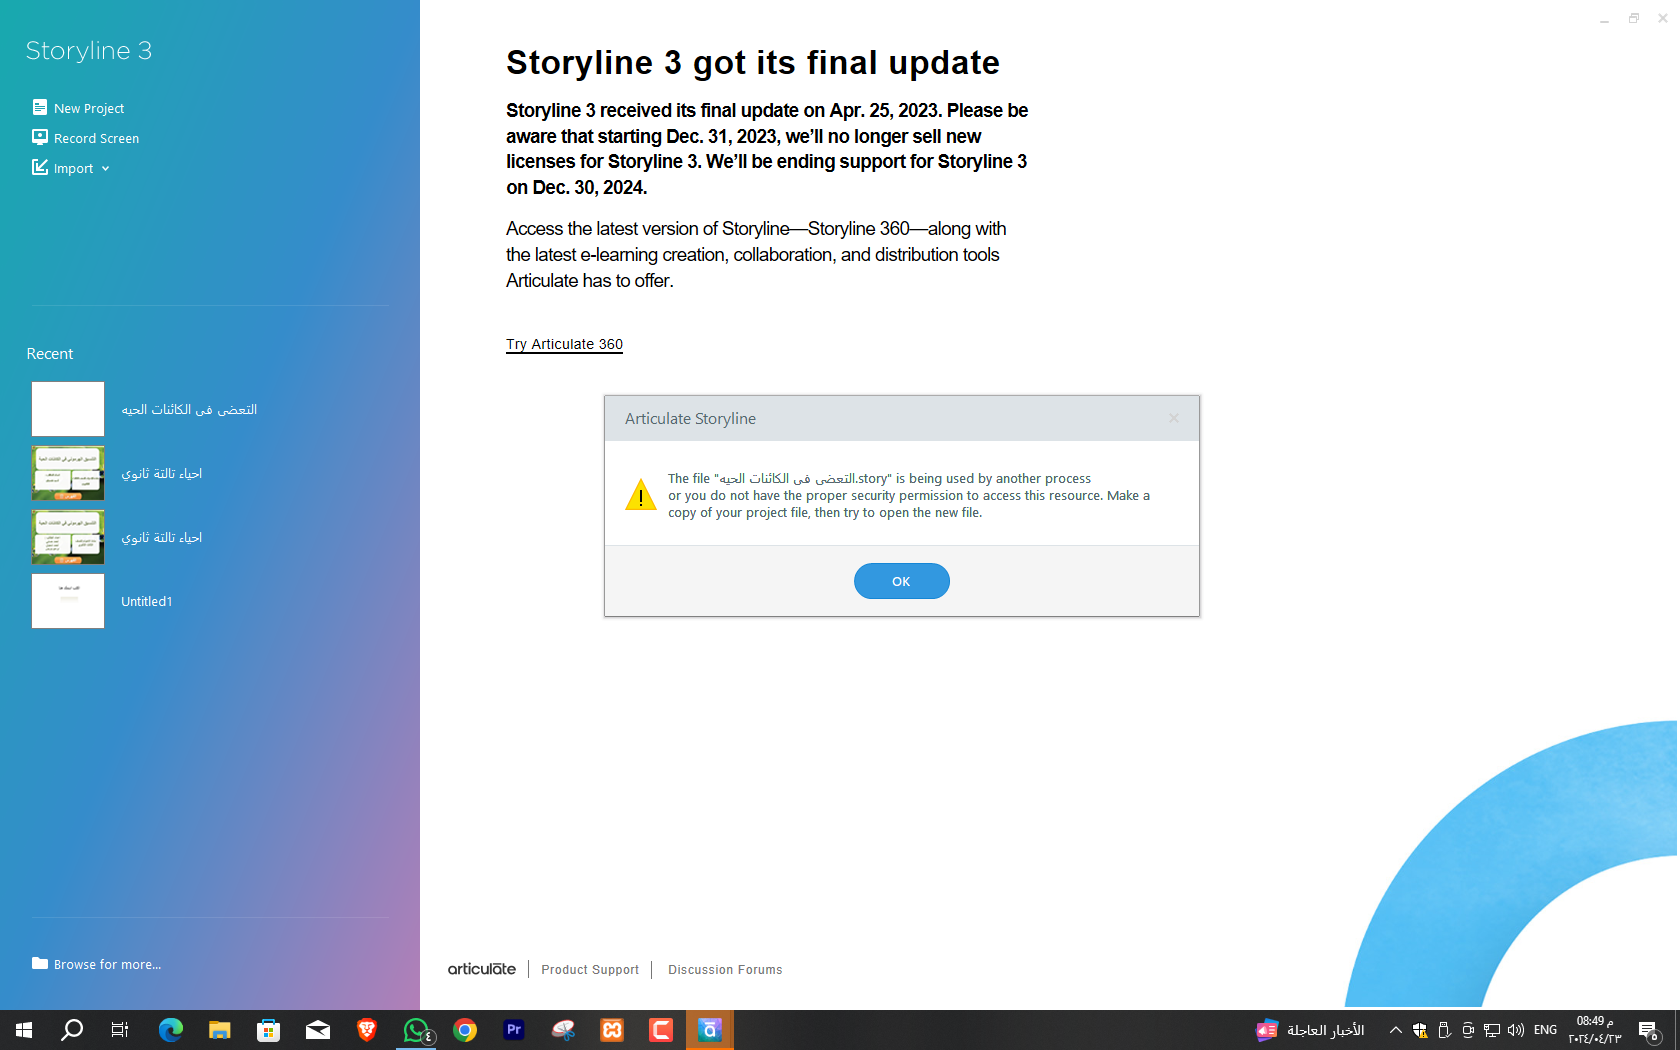 Storyline 3
New Project
Record Screen
Import
Recent
التعضى فى الكائنات الحيه
احياء تالتة ثانوي
احياء تالتة ثانوي
Untitled1
Browse for more...
Storyline 3 got its final update
Storyline 3 received its final update on Apr. 25, 2023. Please be
aware that starting Dec. 31, 2023, we'll no longer sell new
licenses for Storyline 3. We'll be ending support for Storyline 3
on Dec. 30, 2024.
Access the latest version of Storyline—Storyline 360—along with
the latest e-learning creation, collaboration, and distribution tools
Articulate has to offer.
Try Articulate 360
Articulate Storyline
The file "التعضى فى الكائنات الحيه.story" is being used by another process
or you do not have the proper security permission to access this resource. Make a
copy of your project file, then try to open the new file.
OK
articulate
Product Support
Discussion Forums
٤
Pr
الأخبار العاجلة
ENG
08:49 م
٢٠٢٤/٠٤/٢٣
٥